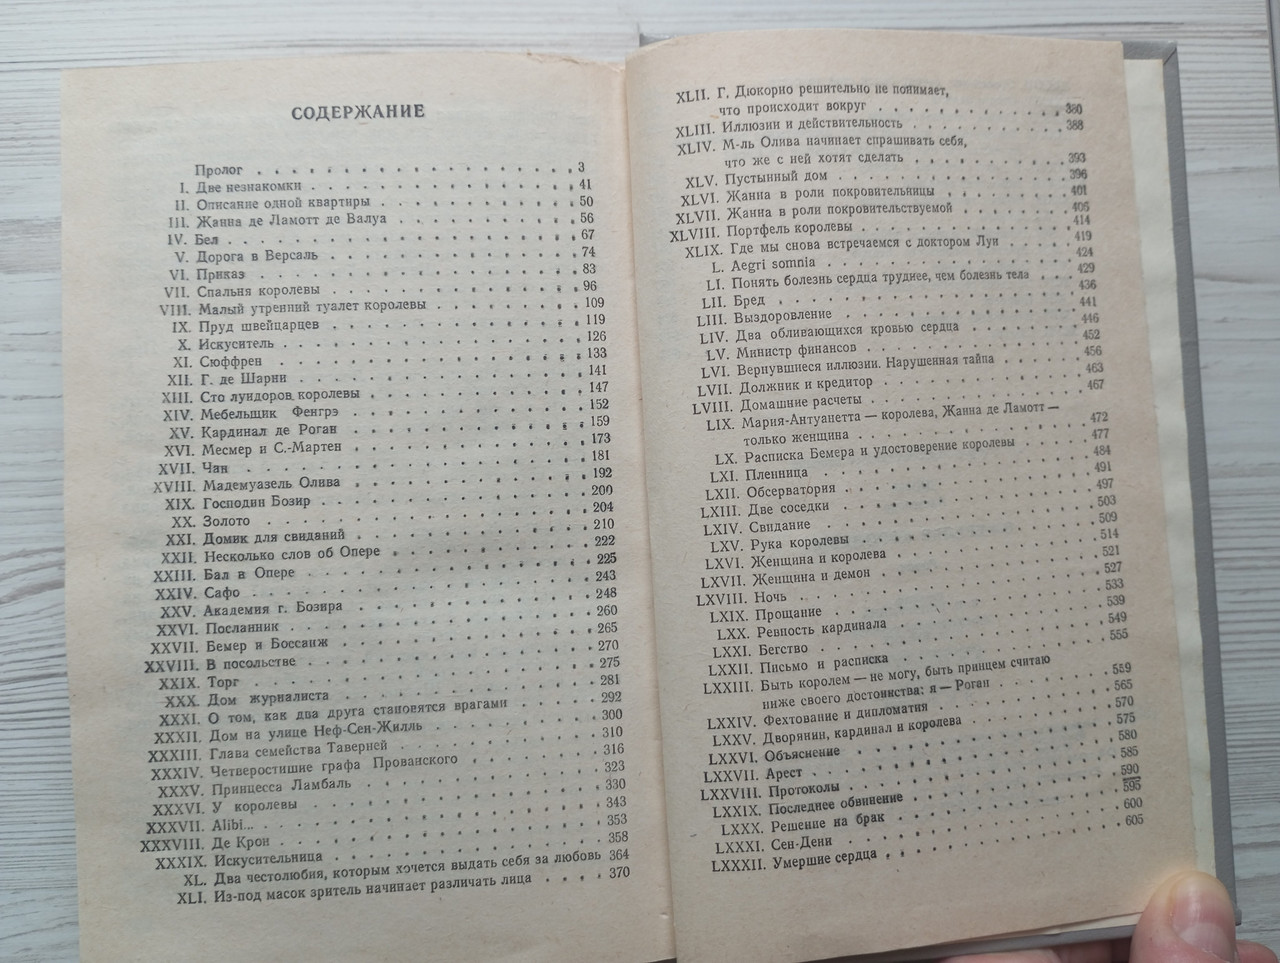 СОДЕРЖАНИЕ
Пролог 3
I. Две незнакомки 41
II. Описание одной квартиры 50
III. Жанна де Ламотт де Валуа 56
IV. Бел 67
V. Дорога в Версаль 74
VI. Приказ 83
VII. Спальня королевы 96
VIII. Малый утренний туалет королевы 109
IX. Пруд швейцарцев 119
X. Искуситель 126
XI. Сюффрен 133
XII. Г. де Шарни 141
XIII. Сто луидоров королевы 147
XIV. Мебельщик Фенгрэ 152
XV. Кардинал де Роган 159
XVI. Месмер и С.-Мартен 173
XVII. Чан 181
XVIII. Мадемуазель Олива 192
XIX. Господин Бозир 200
XX. Золото 204
XXI. Домик для свиданий 210
XXII. Несколько слов об Опере 222
XXIII. Бал в Опере 225
XXIV. Сафо 243
XXV. Академия г. Бозира 248
XXVI. Посланник 260
XXVII. Бемер и Боссанж 265
XXVIII. В посольстве 270
XXIX. Торг 275
XXX. Дом журналиста 281
XXXI. О том, как два друга становятся врагами 292
XXXII. Дом на улице Неф-Сен-Жилль 300
XXXIII. Глава семейства Таверней 310
XXXIV. Четверостишие графа Прованского 316
XXXV. Принцесса Ламбаль 323
XXXVI. У королевы 330
XXXVII. Alibi... 343
XXXVIII. Де Крон 353
XXXIX. Искусительница 358
XL. Два честолюбия, которым хочется выдать себя за любовь 364
XLI. Из-под масок зритель начинает различать лица 370
XLII. Г. Дюкорно решительно не понимает,
что происходит вокруг 380
XLIII. Иллюзии и действительность 388
XLIV. М-ль Олива начинает спрашивать себя,
что же с ней хотят сделать 393
XLV. Пустынный дом 396
XLVI. Жанна в роли покровительницы 401
XLVII. Жанна в роли покровительствуемой 406
XLVIII. Портфель королевы 414
XLIX. Где мы снова встречаемся с доктором Луи 419
L. Aegri somnia 424
LI. Понять болезнь сердца труднее, чем болезнь тела 429
LII. Бред 436
LIII. Выздоровление 441
LIV. Два обливающихся кровью сердца 446
LV. Министр финансов 452
LVI. Вернувшиеся иллюзии. Нарушенная тайна 456
LVII. Должник и кредитор 463
LVIII. Домашние расчеты 467
LIX. Мария-Антуанетта — королева, Жанна де Ламотт —
только женщина 472
LX. Расписка Бемера и удостоверение королевы 477
LXI. Пленница 484
LXII. Обсерватория 491
LXIII. Две соседки 497
LXIV. Свидание 503
LXV. Рука королевы 509
LXVI. Женщина и королева 514
LXVII. Женщина и демон 521
LXVIII. Ночь 527
LXIX. Прощание 533
LXX. Ревность кардинала 539
LXXI. Бегство 549
LXXII. Письмо и расписка 555
LXXIII. Быть королем — не могу, быть принцем считаю
ниже своего достоинства: я — Роган 559
LXXIV. Фехтование и дипломатия 565
LXXV. Дворянин, кардинал и королева 570
LXXVI. Объяснение 575
LXXVII. Арест 580
LXXVIII. Протоколы 585
LXXIX. Последнее обвинение 590
LXXX. Решение на брак 595
LXXXI. Сен-Дени 600
LXXXII. Умершие сердца 605